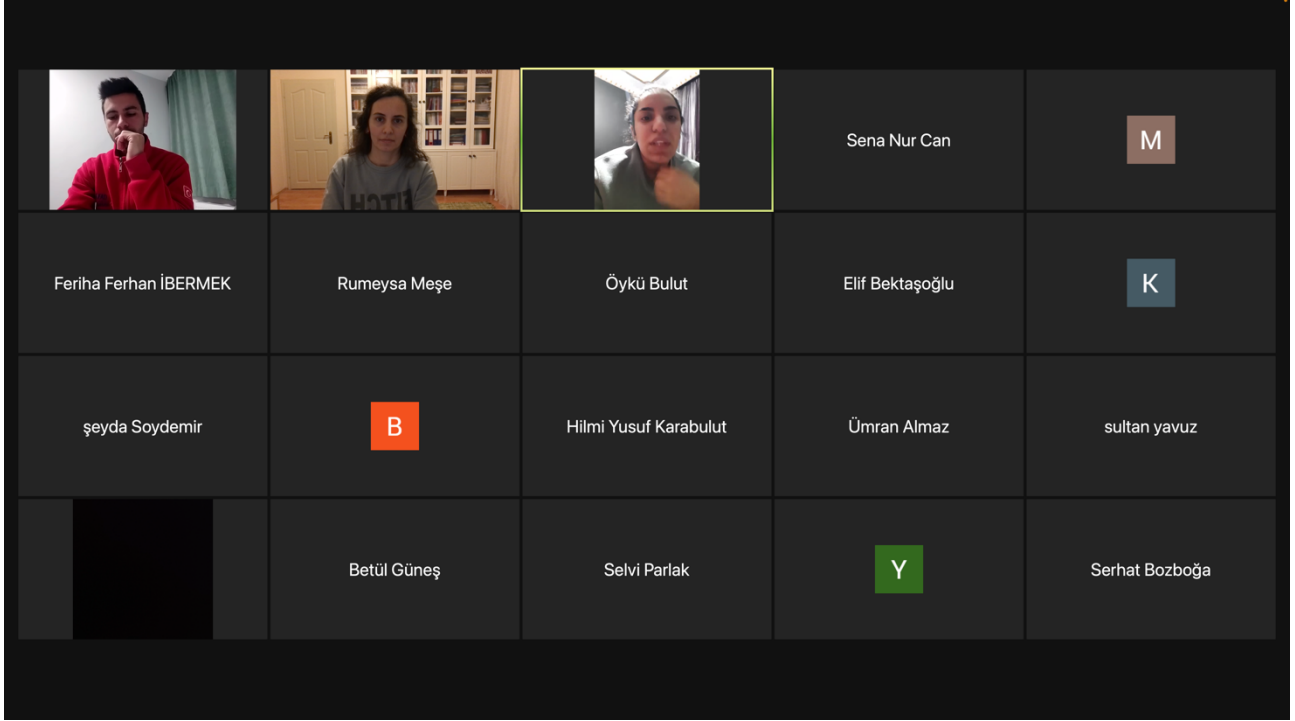 Sena Nur Can
M
Feriha Ferhan İBERMEK
Rumeysa Meşe
Öykü Bulut
Elif Bektaşoğlu
K
şeyda Soydemir
B
Hilmi Yusuf Karabulut
Ümran Almaz
sultan yavuz
Betül Güneş
Selvi Parlak
Y
Serhat Bozboğa